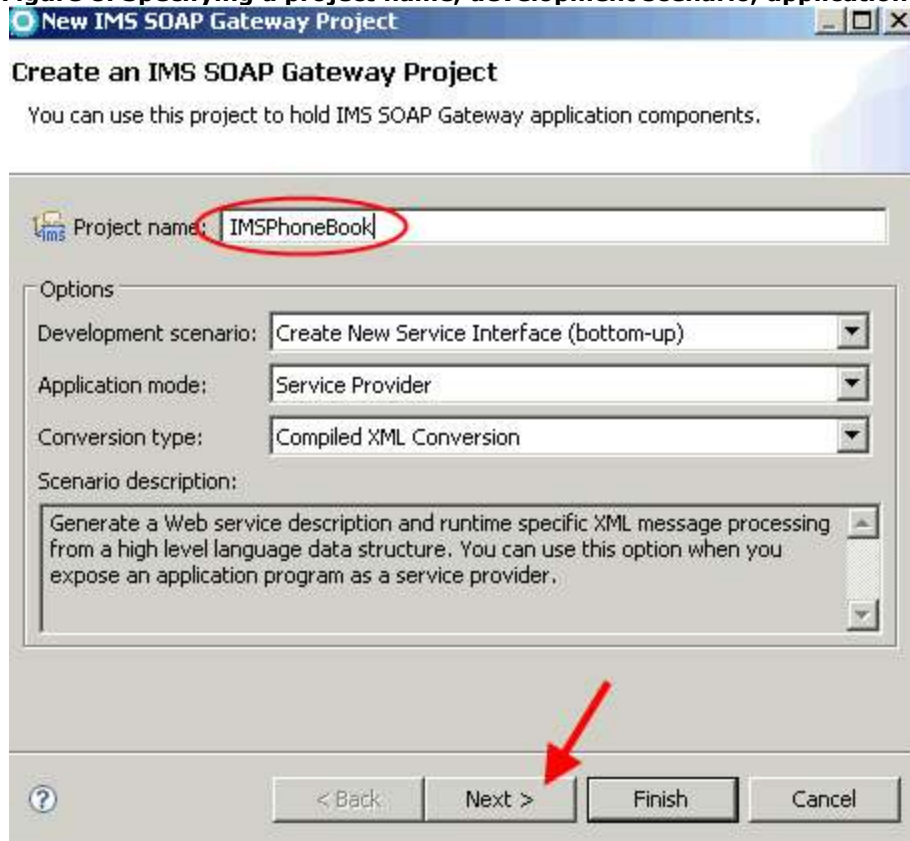 New IMS SOAP Gateway Project
Create an IMS SOAP Gateway Project
You can use this project to hold IMS SOAP Gateway application components.
ims Project name: IMSPhoneBook
Options
Development scenario: Create New Service Interface (bottom-up)
Application mode: Service Provider
Conversion type: Compiled XML Conversion
Scenario description:
Generate a Web service description and runtime specific XML message processing
from a high level language data structure. You can use this option when you
expose an application program as a service provider.
? < Back Next > Finish Cancel